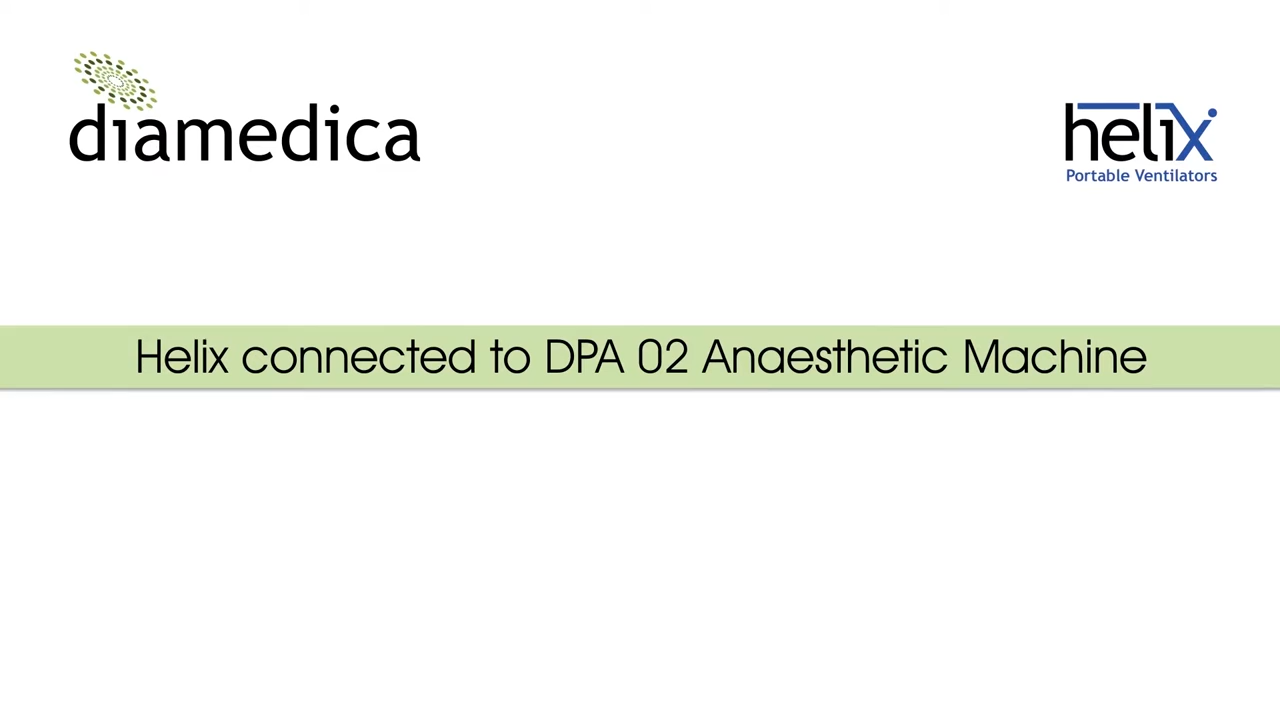 diamedica
helix
Portable Ventilators
Helix connected to DPA 02 Anaesthetic Machine